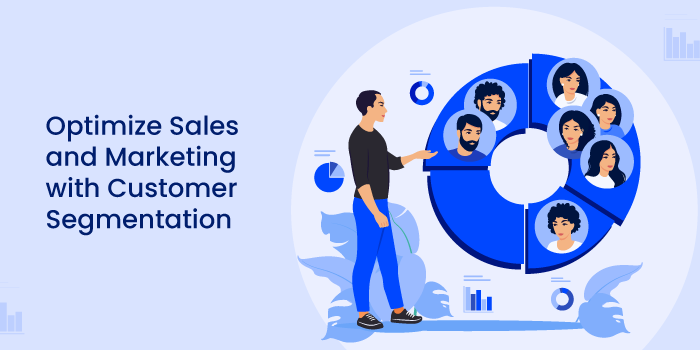 Optimize Sales
and Marketing
with Customer
Segmentation